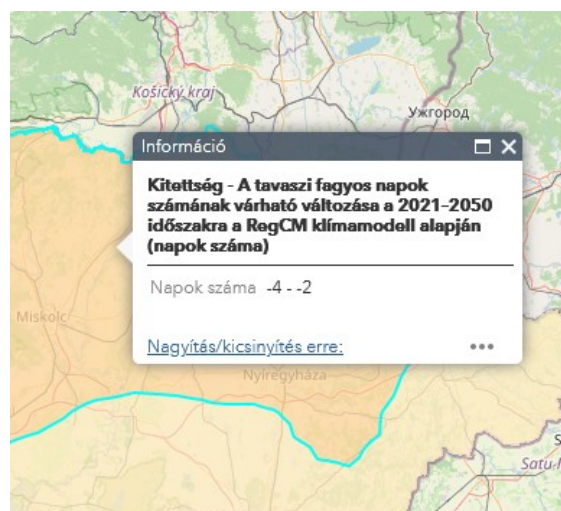 Košický kraj
Ужгород
Információ
Kitettség - A tavaszi fagyos napok
számának várható változása a 2021-2050
időszakra a RegCM klímamodell alapján
(napok száma)
Napok száma -4 - -2
Miskolc
Nagyítás/kicsinyítés erre:
Nyíregyháza
Satu